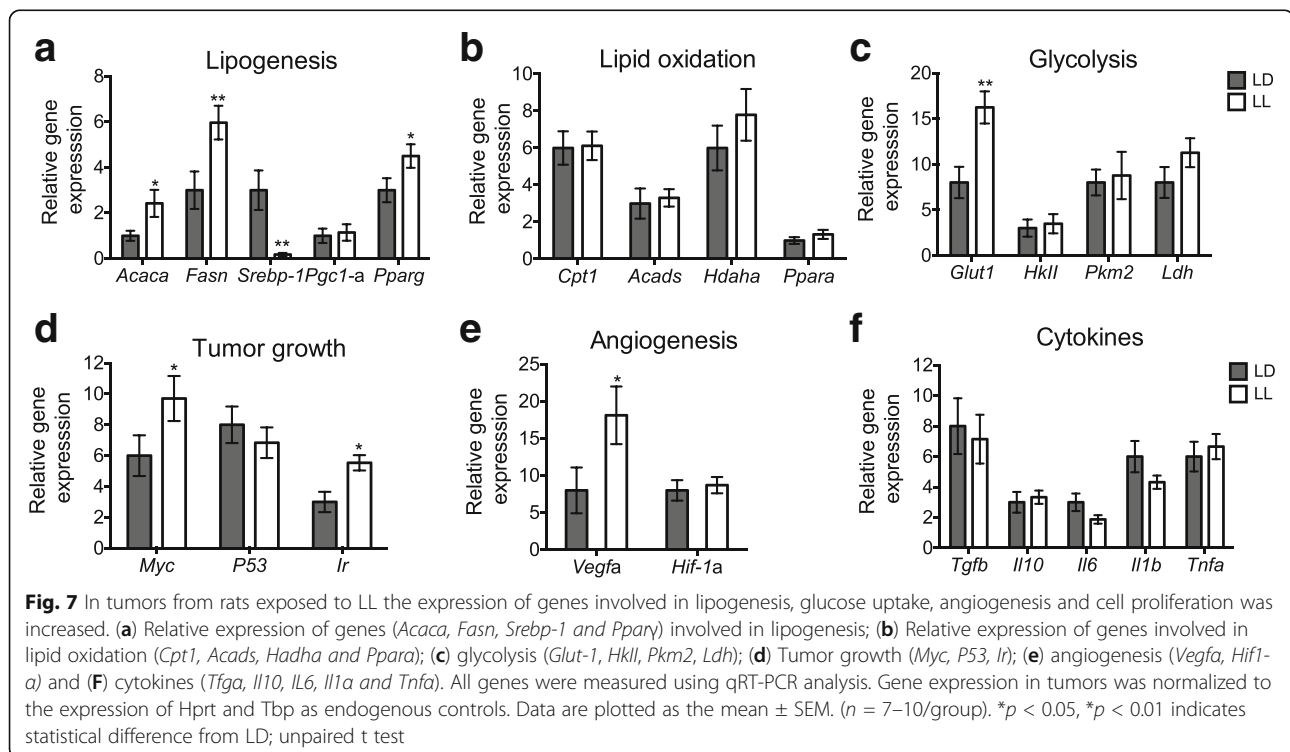 a
Lipogenesis
Relative gene
expresssion
8
6
4
2
0
*
**
**
*
Acaca Fasn Srebp-1 Pgc1-a Pparg
b
Lipid oxidation
Relative gene
expresssion
10
8
6
4
2
0
Cpt1 Acads Hdaha Ppara
c
Glycolysis
Relative gene
expresssion
20
15
10
5
0
**
Glut1 HkII Pkm2 Ldh
LD
LL
d
Tumor growth
Relative gene
expresssion
12
10
8
6
4
2
0
*
*
Myc P53 Ir
e
Angiogenesis
Relative gene
expresssion
25
20
15
10
5
0
*
Vegfa Hif-1a
f
Cytokines
Relative gene
expresssion
12
10
8
6
4
2
0
Tgfb Il10 Il6 Il1b Tnfa
LD
LL
Fig. 7 In tumors from rats exposed to LL the expression of genes involved in lipogenesis, glucose uptake, angiogenesis and cell proliferation was
increased. (a) Relative expression of genes (Acaca, Fasn, Srebp-1 and Pparγ) involved in lipogenesis; (b) Relative expression of genes involved in
lipid oxidation (Cpt1, Acads, Hadha and Ppara); (c) glycolysis (Glut-1, HkII, Pkm2, Ldh); (d) Tumor growth (Myc, P53, Ir); (e) angiogenesis (Vegfa, Hif1-
α) and (F) cytokines (Tfga, Il10, IL6, Il1a and Tnfa). All genes were measured using qRT-PCR analysis. Gene expression in tumors was normalized to
the expression of Hprt and Tbp as endogenous controls. Data are plotted as the mean ± SEM. (n = 7–10/group). *p < 0.05, *p < 0.01 indicates
statistical difference from LD; unpaired t test